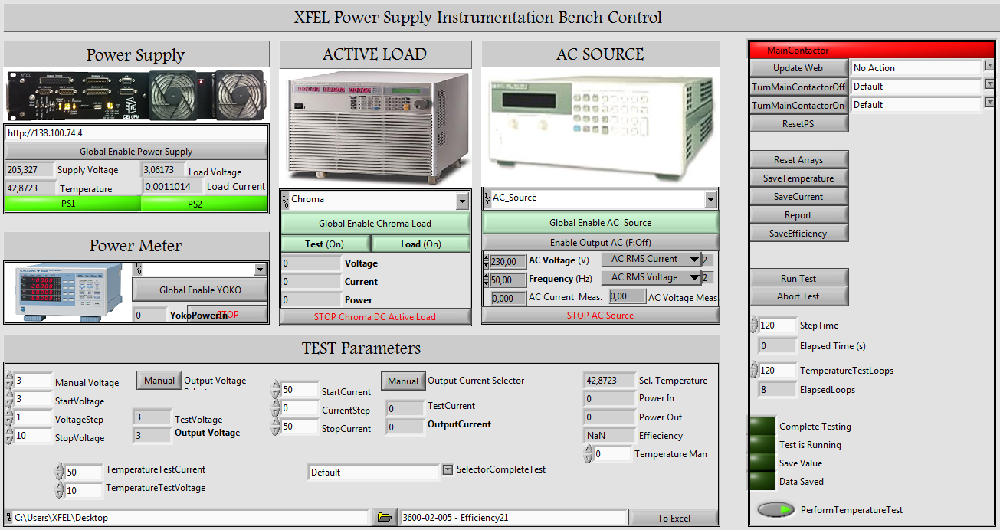 XFEL Power Supply Instrumentation Bench Control
Power Supply
XFEL
CEI UPM
http://138.100.74.4
Global Enable Power Supply
205,327 Supply Voltage 3,06173 Load Voltage
42,8723 Temperature 0,0011014 Load Current
PS1 PS2
Power Meter
YOKOGAWA
Global Enable YOKO
0 YokoPowerIn STOP
ACTIVE LOAD
Chroma
Global Enable Chroma Load
Test (On) Load (On)
0 Voltage
0 Current
0 Power
STOP Chroma DC Active Load
AC SOURCE
AC_Source
Global Enable AC Source
Enable Output AC (F:Off)
230,00 AC Voltage (V) AC RMS Current 2
50,00 Frequency (Hz) AC RMS Voltage 2
0,000 AC Current Meas. 0,00 AC Voltage Meas
STOP AC Source
TEST Parameters
3 Manual Voltage
3 StartVoltage
1 VoltageStep
10 StopVoltage
Manual Output Voltage
3 TestVoltage
3 Output Voltage
50 StartCurrent
0 CurrentStep
50 StopCurrent
Manual Output Current Selector
0 TestCurrent
0 OutputCurrent
42,8723 Sel. Temperature
0 Power In
0 Power Out
NaN Effieciency
0 Temperature Man
50 TemperatureTestCurrent
10 TemperatureTestVoltage
Default SelectorCompleteTest
C:\Users\XFEL\Desktop
3600-02-005 - Efficiency21
To Excel
MainContactor
Update Web No Action
TurnMainContactorOff Default
TurnMainContactorOn Default
ResetPS
Reset Arrays
SaveTemperature
SaveCurrent
Report
SaveEfficiency
Run Test
Abort Test
120 StepTime
0 Elapsed Time (s)
120 TemperatureTestLoops
8 ElapsedLoops
Complete Testing
Test is Running
Save Value
Data Saved
PerformTemperatureTest